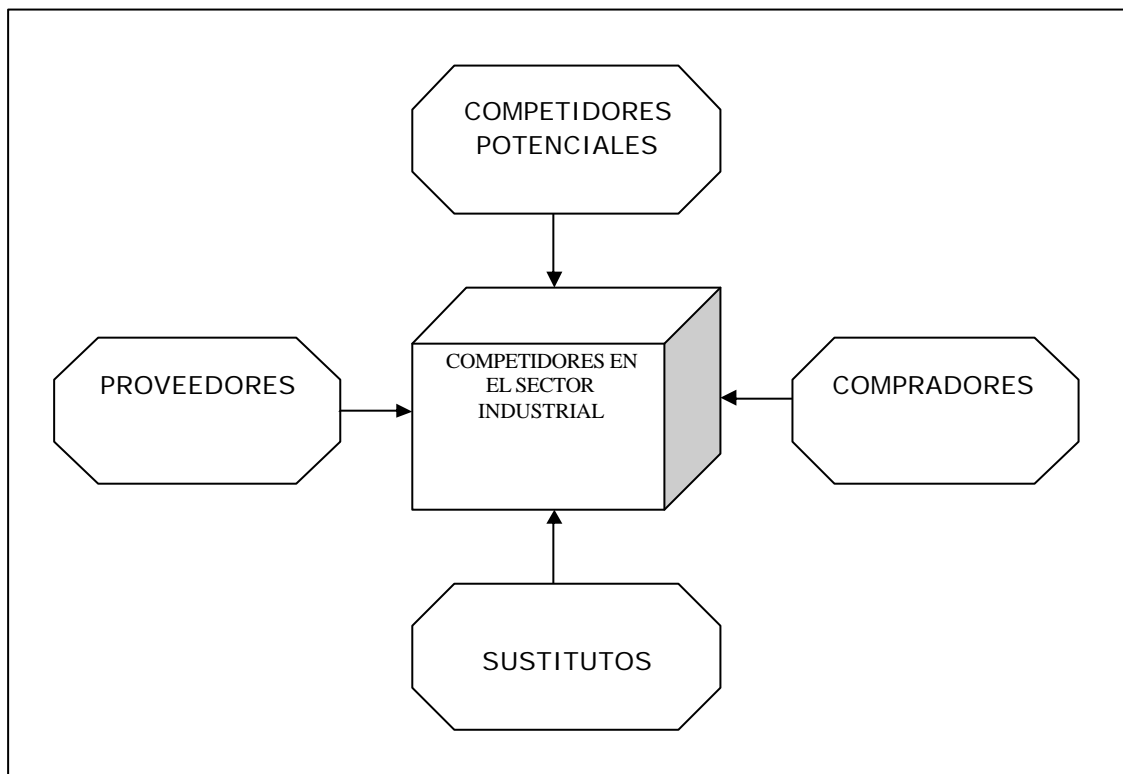 COMPETIDORES
POTENCIALES
PROVEEDORES
COMPETIDORES EN
EL SECTOR
INDUSTRIAL
COMPRADORES
SUSTITUTOS